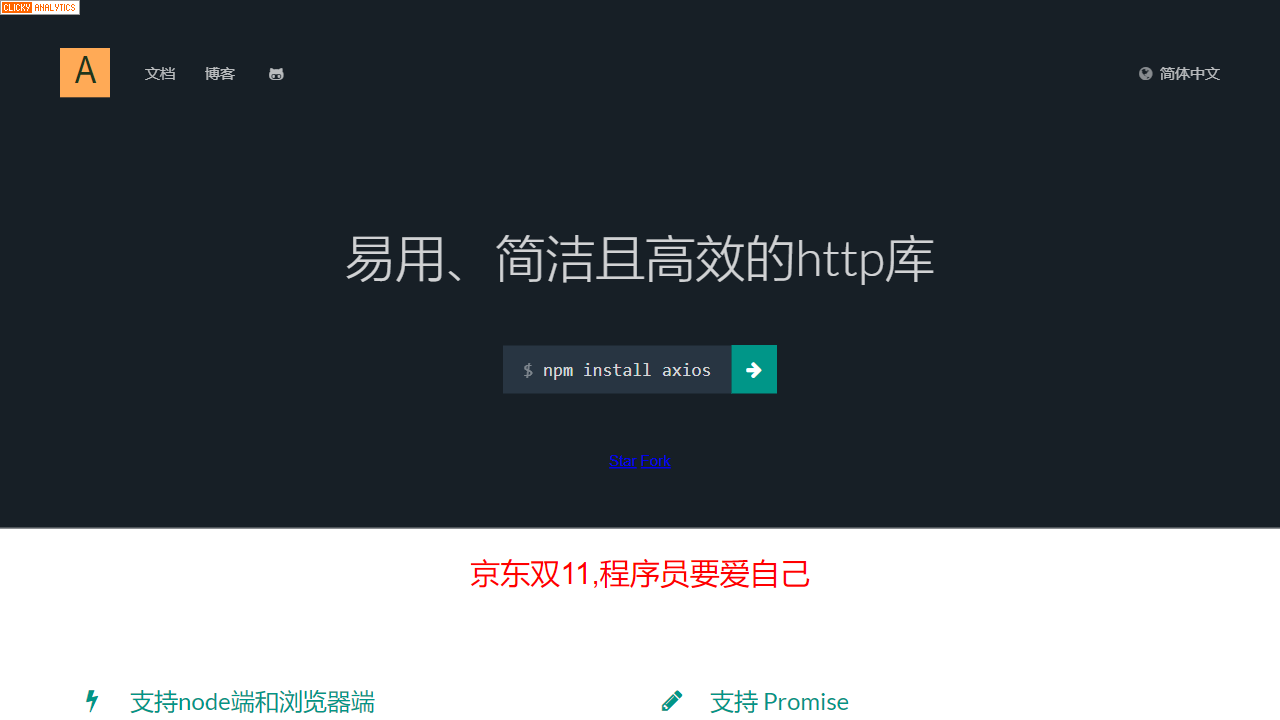 CLICKY ANALYTICS
A
文档 博客
简体中文
易用、简洁且高效的http库
$ npm install axios
Star Fork
京东双11,程序员要爱自己
支持node端和浏览器端
支持 Promise